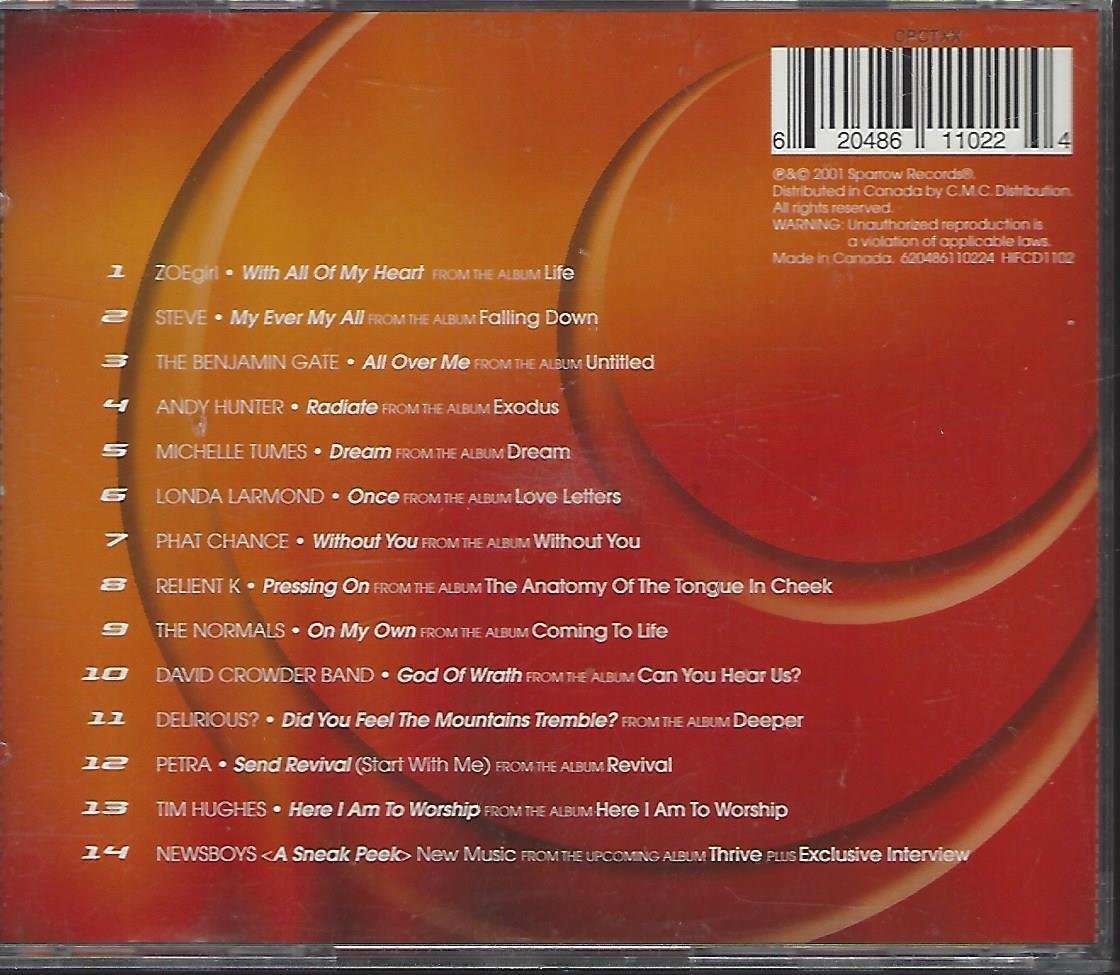 CPCTXX
6 20486 11022 4
℗&© 2001 Sparrow Records®.
Distributed in Canada by C.M.C. Distribution.
All rights reserved.
WARNING: Unauthorized reproduction is
a violation of applicable laws.
Made in Canada. 620486110224 HIFCD1102
1 ZOEgirl • With All Of My Heart FROM THE ALBUM Life
2 STEVE • My Ever My All FROM THE ALBUM Falling Down
3 THE BENJAMIN GATE • All Over Me FROM THE ALBUM Untitled
4 ANDY HUNTER • Radiate FROM THE ALBUM Exodus
5 MICHELLE TUMES • Dream FROM THE ALBUM Dream
6 LONDA LARMOND • Once FROM THE ALBUM Love Letters
7 PHAT CHANCE • Without You FROM THE ALBUM Without You
8 RELIENT K • Pressing On FROM THE ALBUM The Anatomy Of The Tongue In Cheek
9 THE NORMALS • On My Own FROM THE ALBUM Coming To Life
10 DAVID CROWDER BAND • God Of Wrath FROM THE ALBUM Can You Hear Us?
11 DELIRIOUS? • Did You Feel The Mountains Tremble? FROM THE ALBUM Deeper
12 PETRA • Send Revival (Start With Me) FROM THE ALBUM Revival
13 TIM HUGHES • Here I Am To Worship FROM THE ALBUM Here I Am To Worship
14 NEWSBOYS <A Sneak Peek> New Music FROM THE UPCOMING ALBUM Thrive PLUS Exclusive Interview